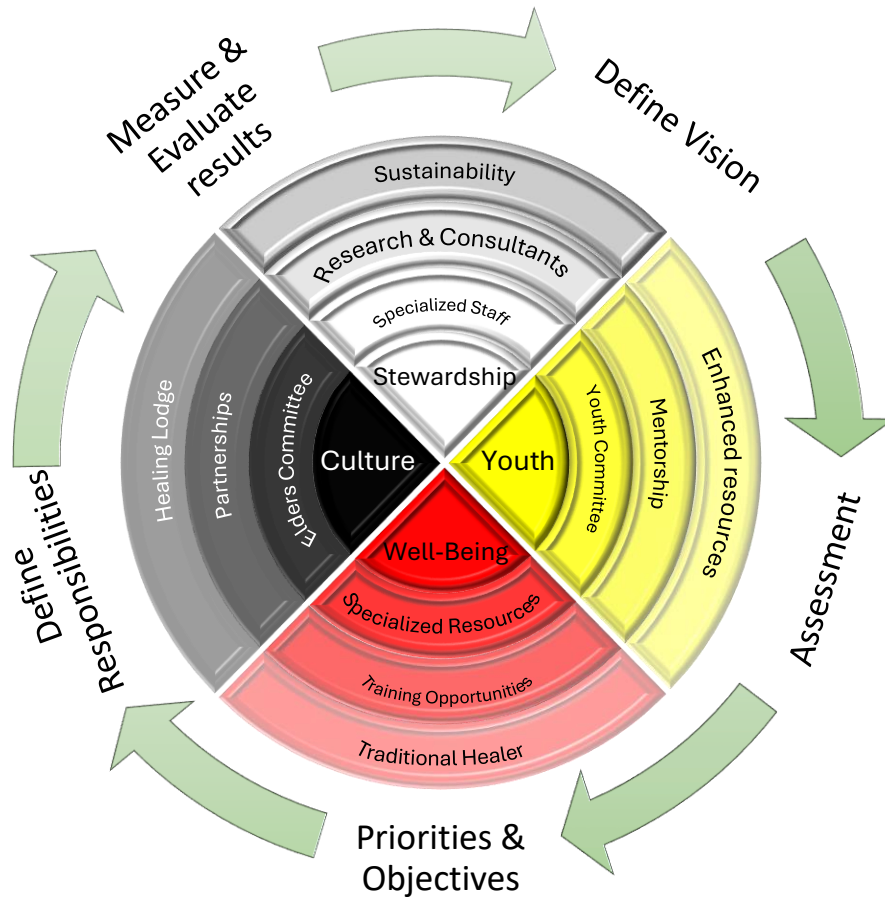 Measure &
Evaluate
results
Define Vision
Assessment
Priorities &
Objectives
Define
Responsibilities
Sustainability
Research & Consultants
Specialized Staff
Stewardship
Youth
Youth Committee
Mentorship
Enhanced resources
Well-Being
Specialized Resources
Training Opportunities
Traditional Healer
Culture
Elders Committee
Partnerships
Healing Lodge